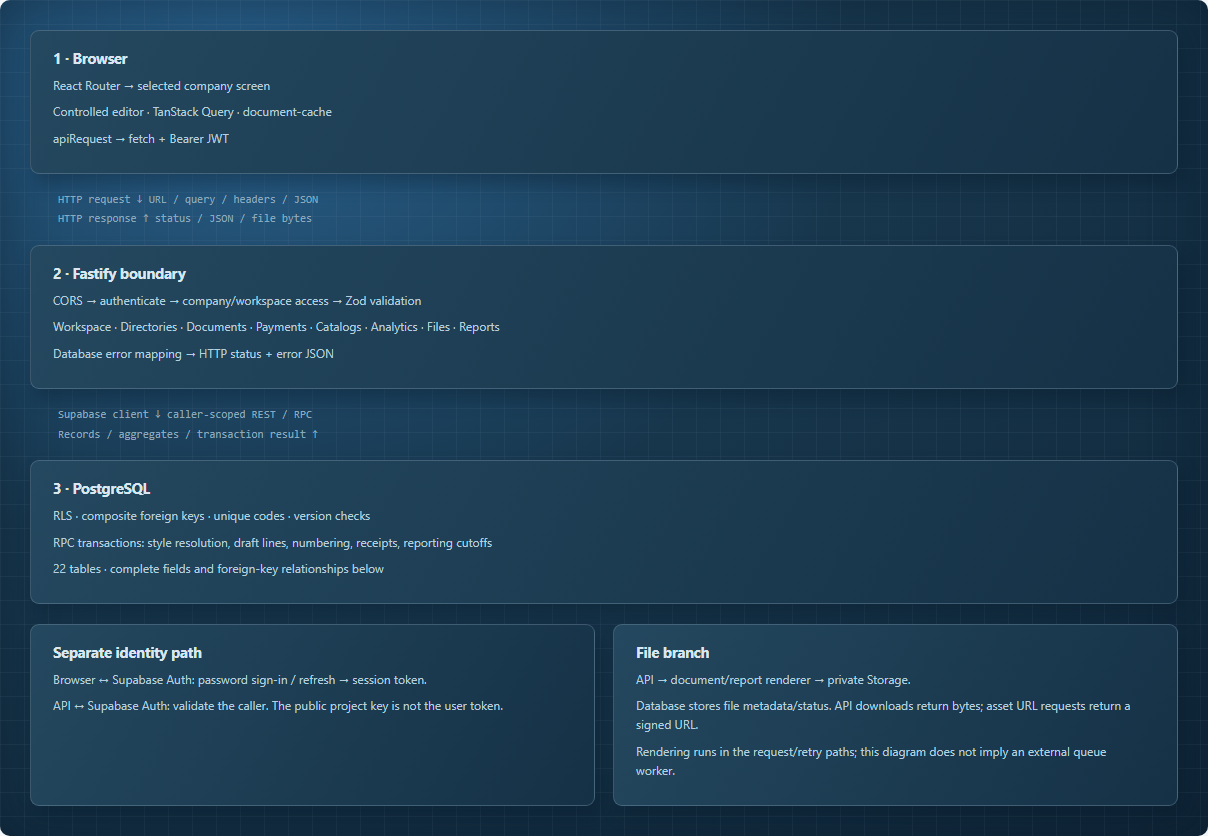 1 · Browser
React Router → selected company screen
Controlled editor · TanStack Query · document-cache
apiRequest → fetch + Bearer JWT
HTTP request ↓ URL / query / headers / JSON
HTTP response ↑ status / JSON / file bytes
2 · Fastify boundary
CORS → authenticate → company/workspace access → Zod validation
Workspace · Directories · Documents · Payments · Catalogs · Analytics · Files · Reports
Database error mapping → HTTP status + error JSON
Supabase client ↓ caller-scoped REST / RPC
Records / aggregates / transaction result ↑
3 · PostgreSQL
RLS · composite foreign keys · unique codes · version checks
RPC transactions: style resolution, draft lines, numbering, receipts, reporting cutoffs
22 tables · complete fields and foreign-key relationships below
Separate identity path
Browser ↔ Supabase Auth: password sign-in / refresh → session token.
API ↔ Supabase Auth: validate the caller. The public project key is not the user token.
File branch
API → document/report renderer → private Storage.
Database stores file metadata/status. API downloads return bytes; asset URL requests return a
signed URL.
Rendering runs in the request/retry paths; this diagram does not imply an external queue
worker.